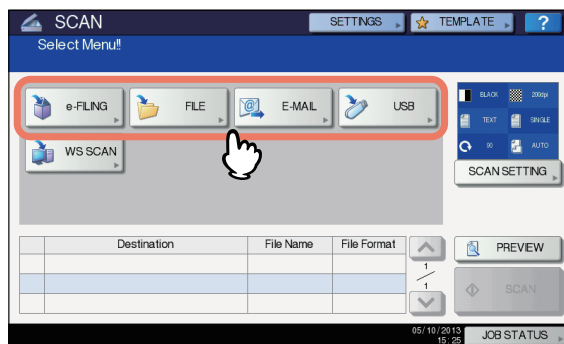 SCAN
SETTINGS
TEMPLATE
?
Select Menu!!
e-FILING
FILE
E-MAIL
USB
WS SCAN
BLACK
200dpi
TEXT
SINGLE
90
AUTO
SCAN SETTING
Destination
File Name
File Format
1
1
PREVIEW
SCAN
05/10/2013
15:25
JOB STATUS